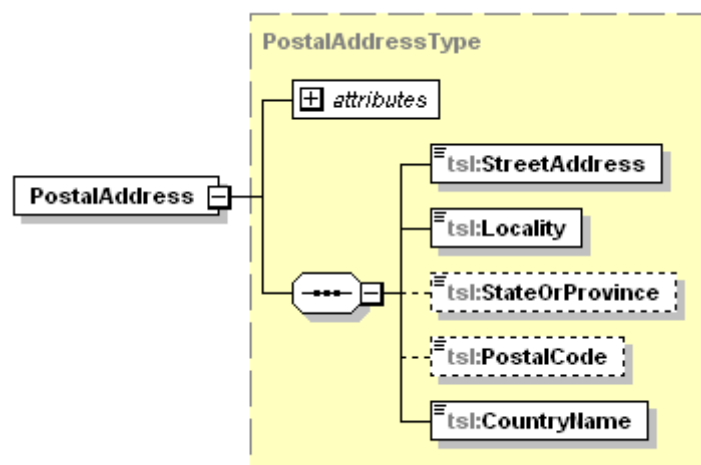 PostalAddressType
attributes
PostalAddress
tsl:StreetAddress
tsl:Locality
tsl:StateOrProvince
tsl:PostalCode
tsl:CountryName